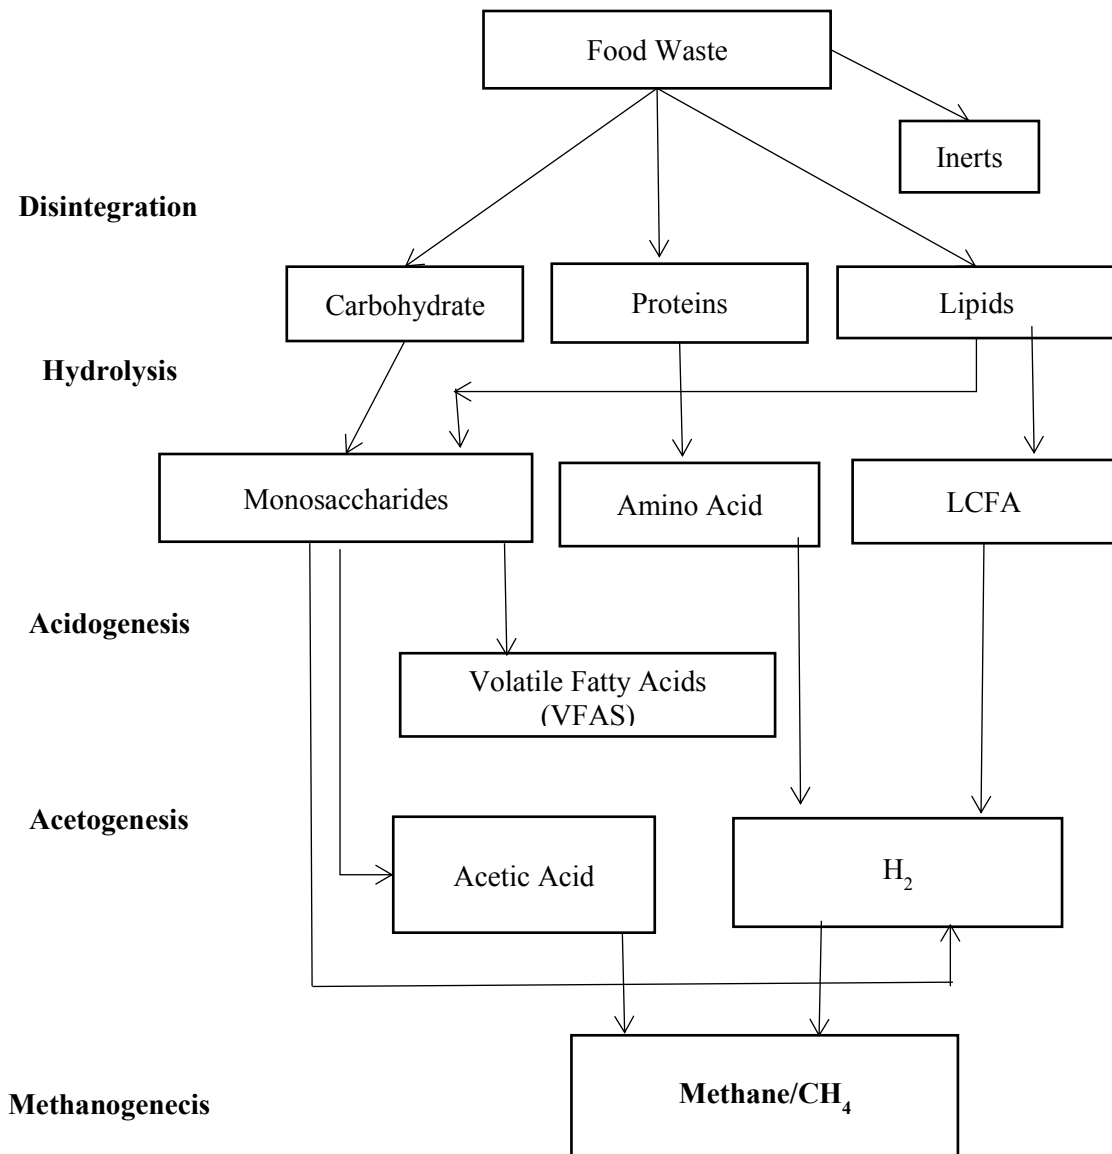 Food Waste
Inerts
Disintegration
Carbohydrate
Proteins
Lipids
Hydrolysis
Monosaccharides
Amino Acid
LCFA
Acidogenesis
Volatile Fatty Acids
(VFAS)
Acetogenesis
Acetic Acid
H₂
Methane/CH₄
Methanogenecis